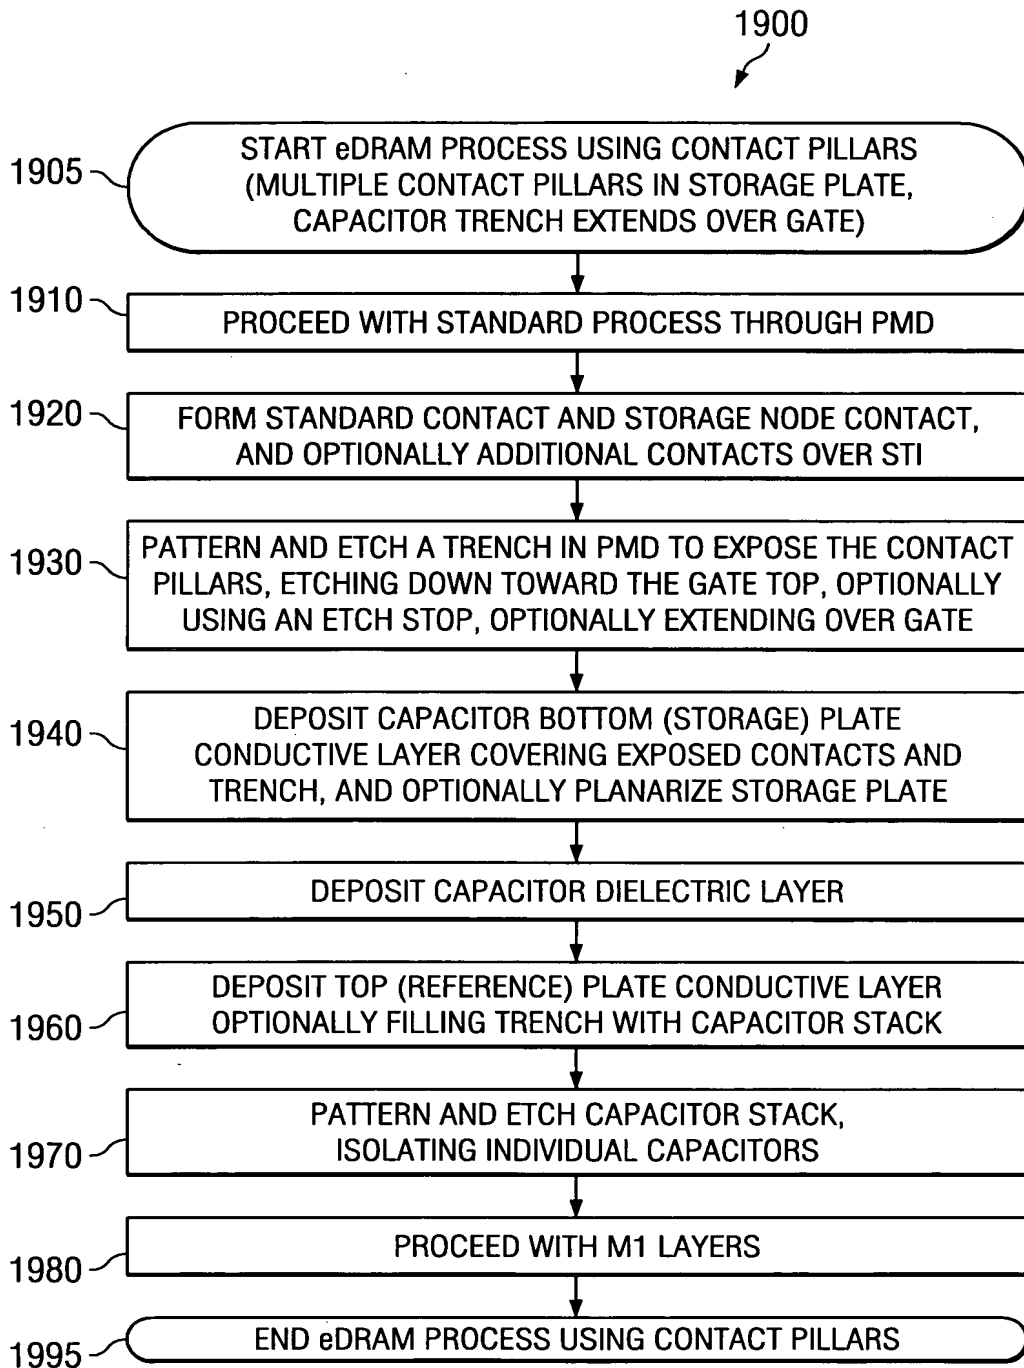 1900
1905
START eDRAM PROCESS USING CONTACT PILLARS
(MULTIPLE CONTACT PILLARS IN STORAGE PLATE,
CAPACITOR TRENCH EXTENDS OVER GATE)
1910
PROCEED WITH STANDARD PROCESS THROUGH PMD
1920
FORM STANDARD CONTACT AND STORAGE NODE CONTACT,
AND OPTIONALLY ADDITIONAL CONTACTS OVER STI
1930
PATTERN AND ETCH A TRENCH IN PMD TO EXPOSE THE CONTACT
PILLARS, ETCHING DOWN TOWARD THE GATE TOP, OPTIONALLY
USING AN ETCH STOP, OPTIONALLY EXTENDING OVER GATE
1940
DEPOSIT CAPACITOR BOTTOM (STORAGE) PLATE
CONDUCTIVE LAYER COVERING EXPOSED CONTACTS AND
TRENCH, AND OPTIONALLY PLANARIZE STORAGE PLATE
1950
DEPOSIT CAPACITOR DIELECTRIC LAYER
1960
DEPOSIT TOP (REFERENCE) PLATE CONDUCTIVE LAYER
OPTIONALLY FILLING TRENCH WITH CAPACITOR STACK
1970
PATTERN AND ETCH CAPACITOR STACK,
ISOLATING INDIVIDUAL CAPACITORS
1980
PROCEED WITH M1 LAYERS
1995
END eDRAM PROCESS USING CONTACT PILLARS